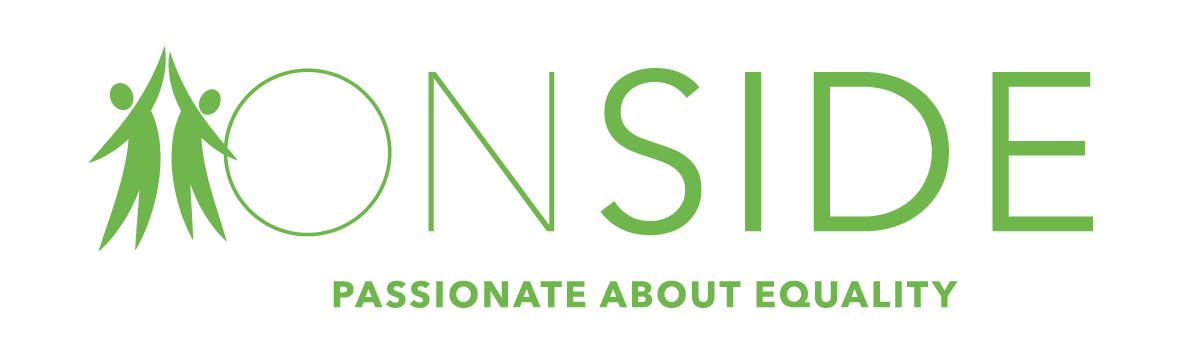 ONSIDE
PASSIONATE ABOUT EQUALITY